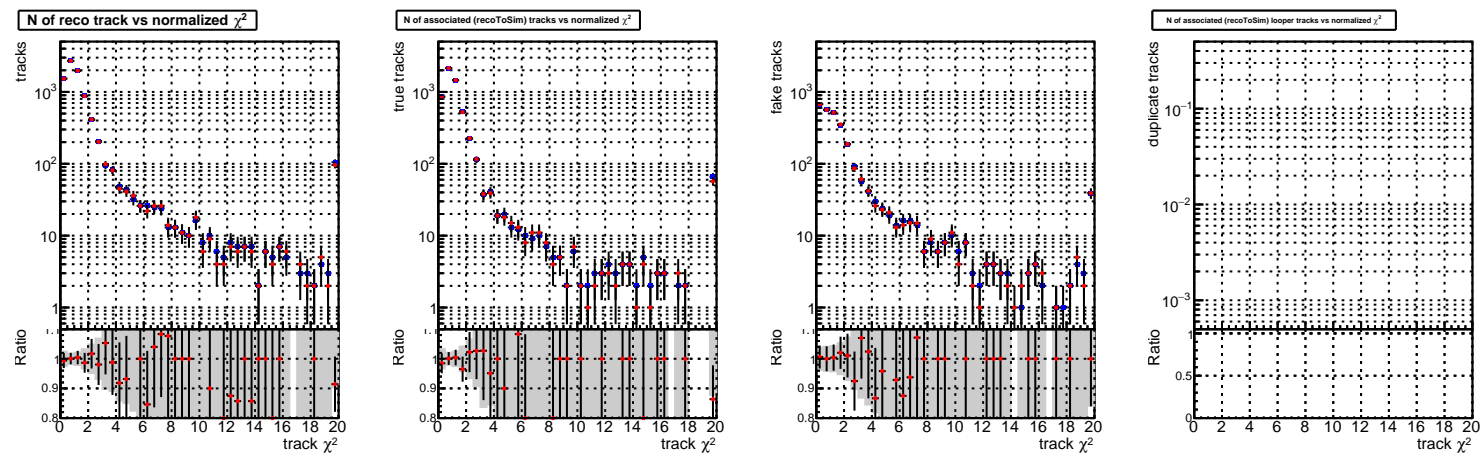 N of reco track vs normalized χ²
N of associated (recoToSim) tracks vs normalized χ²
N of associated (recoToSim) looper tracks vs normalized χ²
tracks
10³
10²
10
1
Ratio
1.1
1
0.9
0.8
0 2 4 6 8 10 12 14 16 18 20
track χ²
true tracks
10³
10²
10
1
Ratio
1.1
1
0.9
0.8
0 2 4 6 8 10 12 14 16 18 20
track χ²
fake tracks
10³
10²
10
1
Ratio
1.1
1
0.9
0.8
0 2 4 6 8 10 12 14 16 18 20
track χ²
duplicate tracks
10⁻¹
10⁻²
10⁻³
Ratio
1
0.5
0
0 2 4 6 8 10 12 14 16 18 20
track χ²